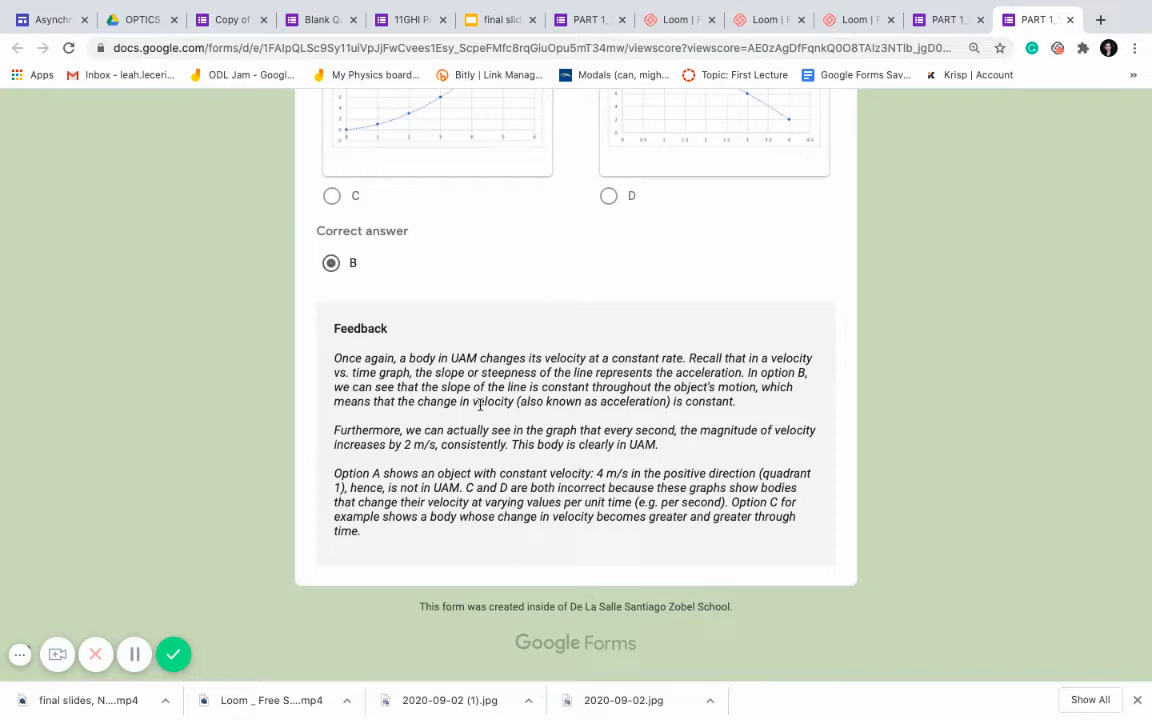 Asynch
OPTICS
Copy of
Blank Q
11GHI P
final slid
PART 1_
Loom | F
Loom | F
Loom | F
PART 1_
PART 1_
docs.google.com/forms/d/e/1FAIpQLSc9Sy11uiVpJjFwCvees1Esy_ScpeFMfc8rqGiuOpu5mT34mw/viewscore?viewscore=AE0zAgDfFqnkQ0O8TAlz3NTlb_jgD0...
Apps
Inbox - leah.leceri...
ODL Jam - Googl...
My Physics board...
Bitly | Link Manag...
Modals (can, migh...
Topic: First Lecture
Google Forms Sav...
Krisp | Account
»
C
D
Correct answer
B
Feedback
Once again, a body in UAM changes its velocity at a constant rate. Recall that in a velocity
vs. time graph, the slope or steepness of the line represents the acceleration. In option B,
we can see that the slope of the line is constant throughout the object's motion, which
means that the change in velocity (also known as acceleration) is constant.
Furthermore, we can actually see in the graph that every second, the magnitude of velocity
increases by 2 m/s, consistently. This body is clearly in UAM.
Option A shows an object with constant velocity: 4 m/s in the positive direction (quadrant
1), hence, is not in UAM. C and D are both incorrect because these graphs show bodies
that change their velocity at varying values per unit time (e.g. per second). Option C for
example shows a body whose change in velocity becomes greater and greater through
time.
This form was created inside of De La Salle Santiago Zobel School.
Google Forms
final slides, N....mp4
Loom _ Free S....mp4
2020-09-02 (1).jpg
2020-09-02.jpg
Show All